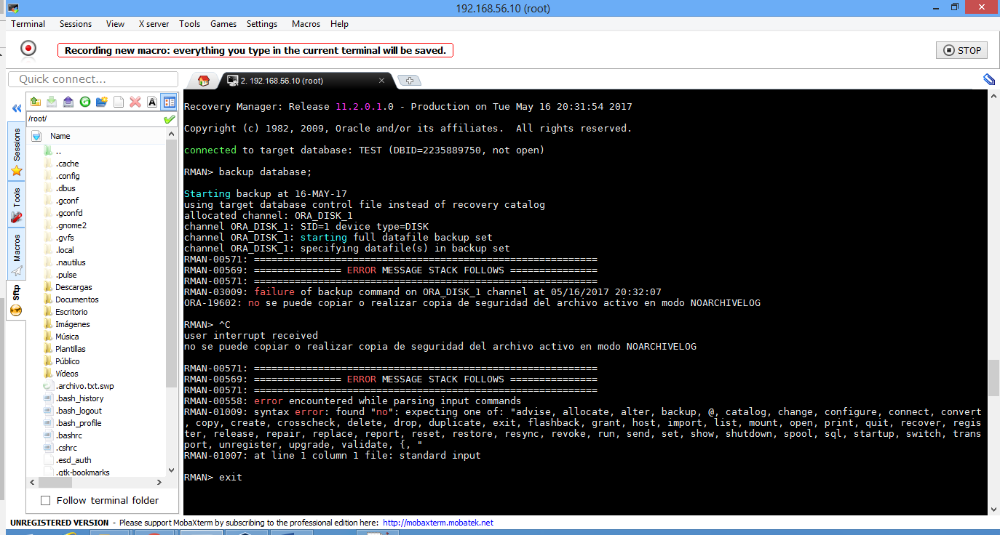 192.168.56.10 (root)
Terminal Sessions View X server Tools Games Settings Macros Help
Recording new macro: everything you type in the current terminal will be saved.
STOP
Quick connect...
2. 192.168.56.10 (root)
/root/
Name
..
.cache
.config
.dbus
.gconf
.gconfd
.gnome2
.gvfs
.local
.nautilus
.pulse
Descargas
Documentos
Escritorio
Imágenes
Música
Plantillas
Público
Vídeos
.archivo.txt.swp
.bash_history
.bash_logout
.bash_profile
.bashrc
.cshrc
.esd_auth
.gtk-bookmarks
Follow terminal folder
Sessions
Tools
Macros
Sftp
Recovery Manager: Release 11.2.0.1.0 - Production on Tue May 16 20:31:54 2017
Copyright (c) 1982, 2009, Oracle and/or its affiliates.  All rights reserved.
connected to target database: TEST (DBID=2235889750, not open)
RMAN> backup database;
Starting backup at 16-MAY-17
using target database control file instead of recovery catalog
allocated channel: ORA_DISK_1
channel ORA_DISK_1: SID=1 device type=DISK
channel ORA_DISK_1: starting full datafile backup set
channel ORA_DISK_1: specifying datafile(s) in backup set
RMAN-00571: ===========================================================
RMAN-00569: =============== ERROR MESSAGE STACK FOLLOWS ===============
RMAN-00571: ===========================================================
RMAN-03009: failure of backup command on ORA_DISK_1 channel at 05/16/2017 20:32:07
ORA-19602: no se puede copiar o realizar copia de seguridad del archivo activo en modo NOARCHIVELOG
RMAN> ^C
user interrupt received
no se puede copiar o realizar copia de seguridad del archivo activo en modo NOARCHIVELOG
RMAN-00571: ===========================================================
RMAN-00569: =============== ERROR MESSAGE STACK FOLLOWS ===============
RMAN-00571: ===========================================================
RMAN-00558: error encountered while parsing input commands
RMAN-01009: syntax error: found "no": expecting one of: "advise, allocate, alter, backup, @, catalog, change, configure, connect, convert
, copy, create, crosscheck, delete, drop, duplicate, exit, flashback, grant, host, import, list, mount, open, print, quit, recover, regis
ter, release, repair, replace, report, reset, restore, resync, revoke, run, send, set, show, shutdown, spool, sql, startup, switch, trans
port, unregister, upgrade, validate, {, "
RMAN-01007: at line 1 column 1 file: standard input
RMAN> exit
UNREGISTERED VERSION - Please support MobaXterm by subscribing to the professional edition here: http://mobaxterm.mobatek.net